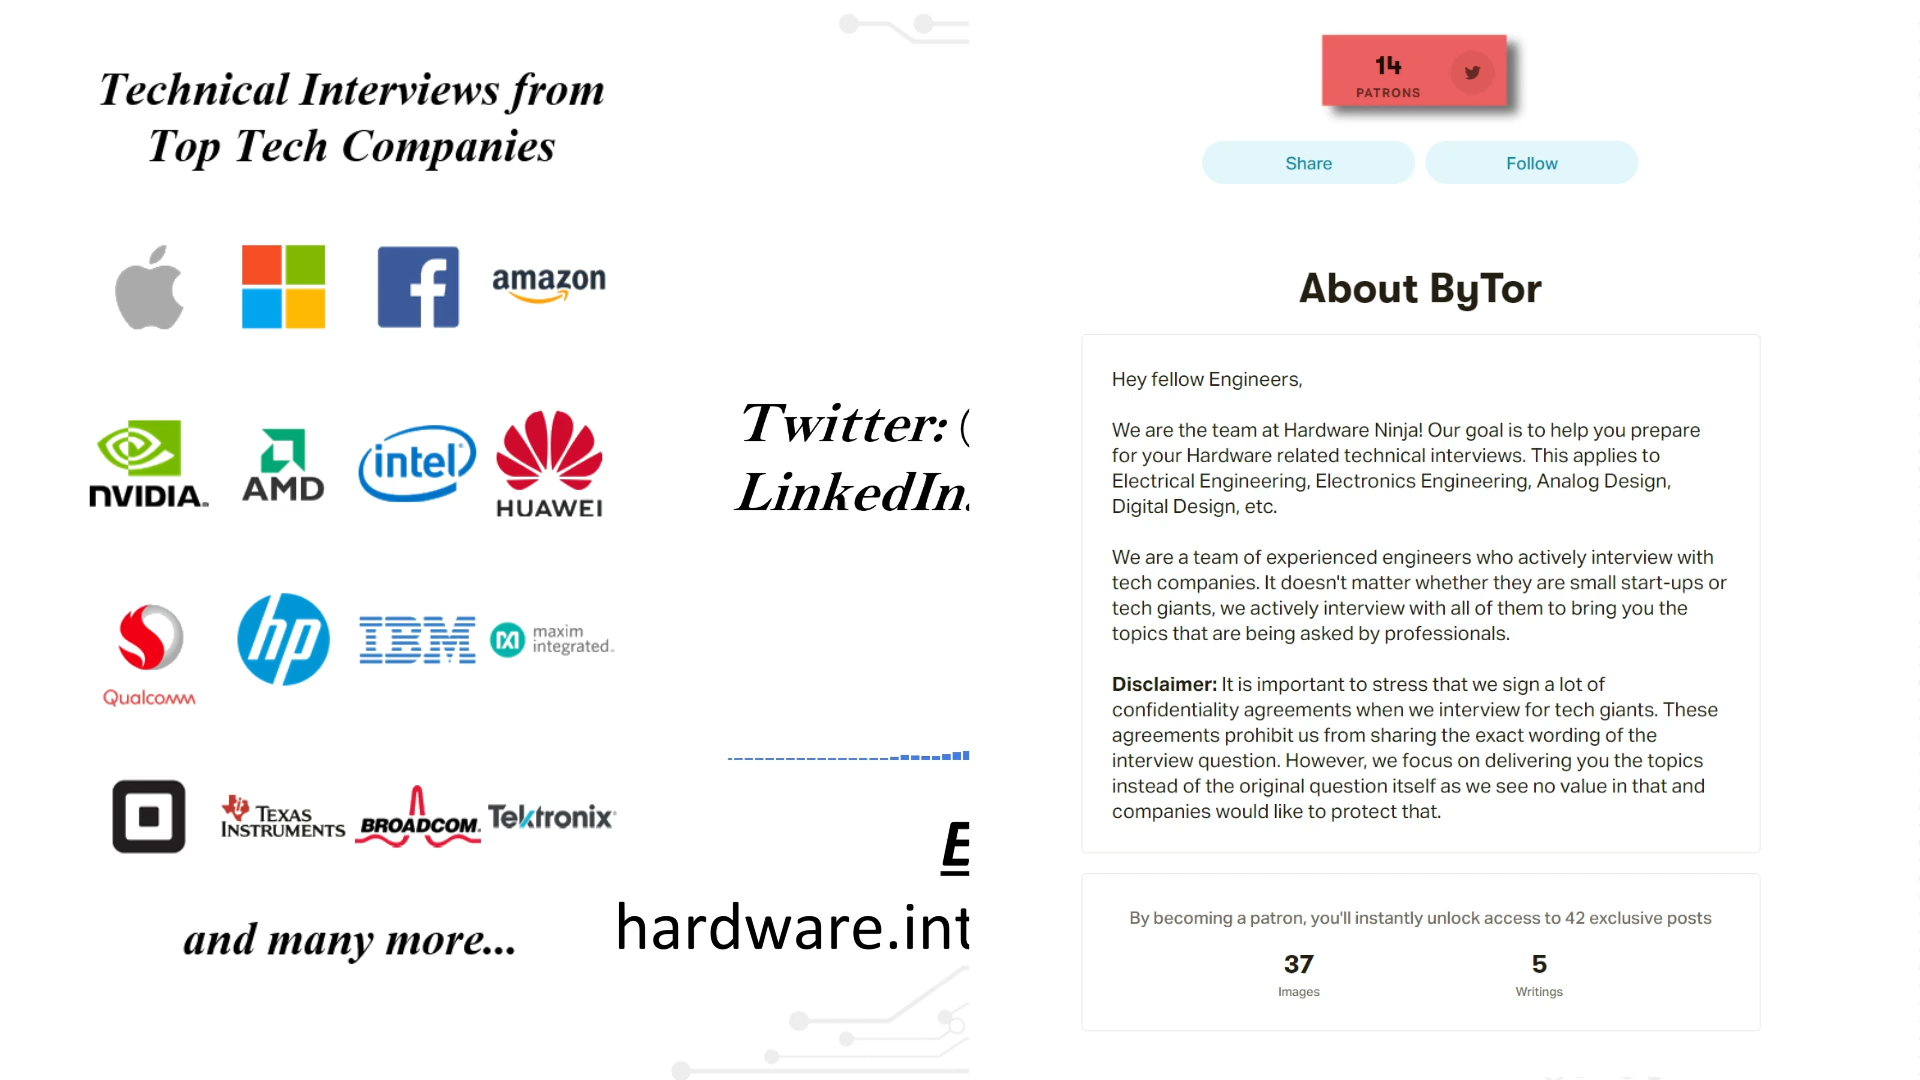 Technical Interviews from
Top Tech Companies
amazon
NVIDIA.
AMD
intel
HUAWEI
Qualcomm
hp
IBM
maxim
integrated.
TEXAS
INSTRUMENTS
BROADCOM.
Tektronix
and many more...
Twitter: (
LinkedIn.
E
hardware.int
14
PATRONS
Share
Follow
About ByTor
Hey fellow Engineers,
We are the team at Hardware Ninja! Our goal is to help you prepare
for your Hardware related technical interviews. This applies to
Electrical Engineering, Electronics Engineering, Analog Design,
Digital Design, etc.
We are a team of experienced engineers who actively interview with
tech companies. It doesn't matter whether they are small start-ups or
tech giants, we actively interview with all of them to bring you the
topics that are being asked by professionals.
Disclaimer: It is important to stress that we sign a lot of
confidentiality agreements when we interview for tech giants. These
agreements prohibit us from sharing the exact wording of the
interview question. However, we focus on delivering you the topics
instead of the original question itself as we see no value in that and
companies would like to protect that.
By becoming a patron, you'll instantly unlock access to 42 exclusive posts
37
Images
5
Writings